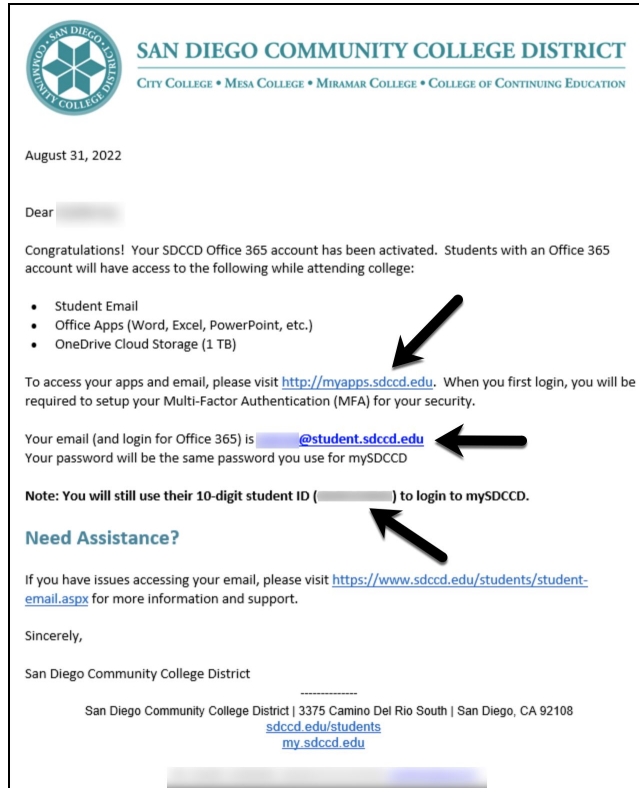 SAN DIEGO
COMMUNITY COLLEGE DISTRICT
SAN DIEGO COMMUNITY COLLEGE DISTRICT
CITY COLLEGE • MESA COLLEGE • MIRAMAR COLLEGE • COLLEGE OF CONTINUING EDUCATION
August 31, 2022
Dear
Congratulations!  Your SDCCD Office 365 account has been activated.  Students with an Office 365
account will have access to the following while attending college:
• Student Email
• Office Apps (Word, Excel, PowerPoint, etc.)
• OneDrive Cloud Storage (1 TB)
To access your apps and email, please visit http://myapps.sdccd.edu.  When you first login, you will be
required to setup your Multi-Factor Authentication (MFA) for your security.
Your email (and login for Office 365) is @student.sdccd.edu
Your password will be the same password you use for mySDCCD
Note: You will still use their 10-digit student ID ( ) to login to mySDCCD.
Need Assistance?
If you have issues accessing your email, please visit https://www.sdccd.edu/students/student-
email.aspx for more information and support.
Sincerely,
San Diego Community College District
--------------
San Diego Community College District | 3375 Camino Del Rio South | San Diego, CA 92108
sdccd.edu/students
my.sdccd.edu